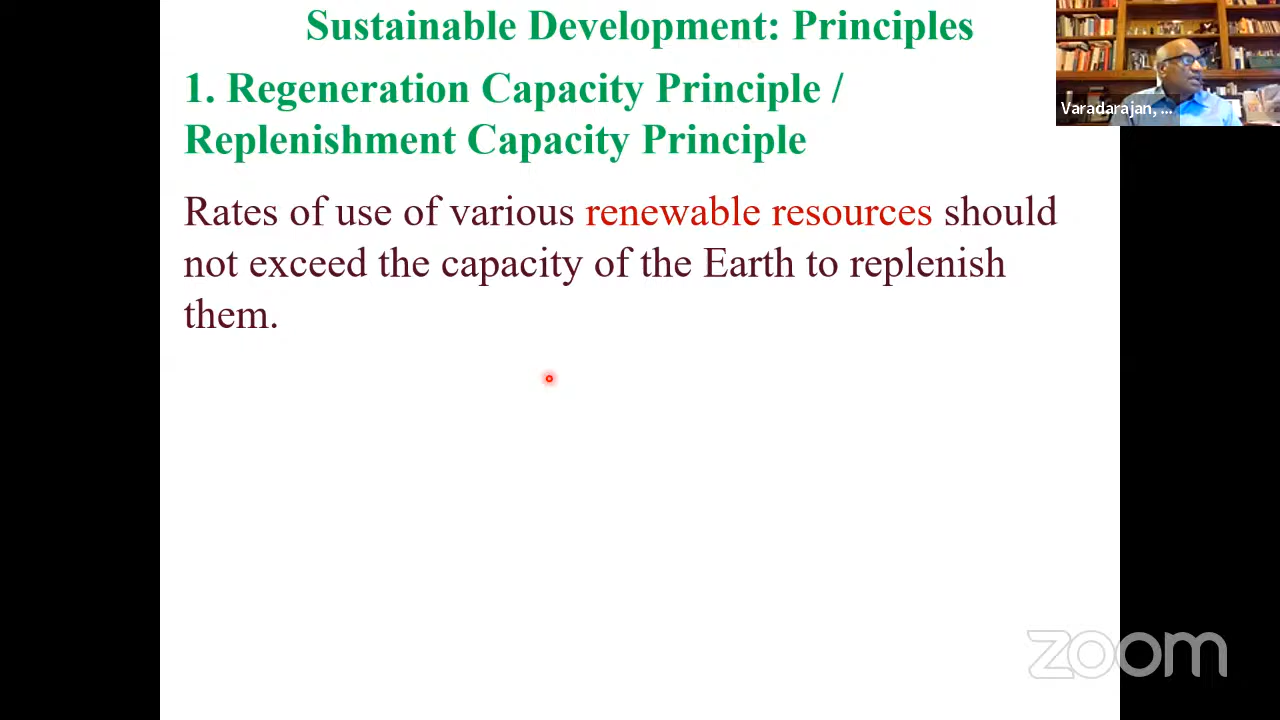 Sustainable Development: Principles
1. Regeneration Capacity Principle /
Replenishment Capacity Principle
Rates of use of various renewable resources should
not exceed the capacity of the Earth to replenish
them.
Varadarajan, ...
zoom